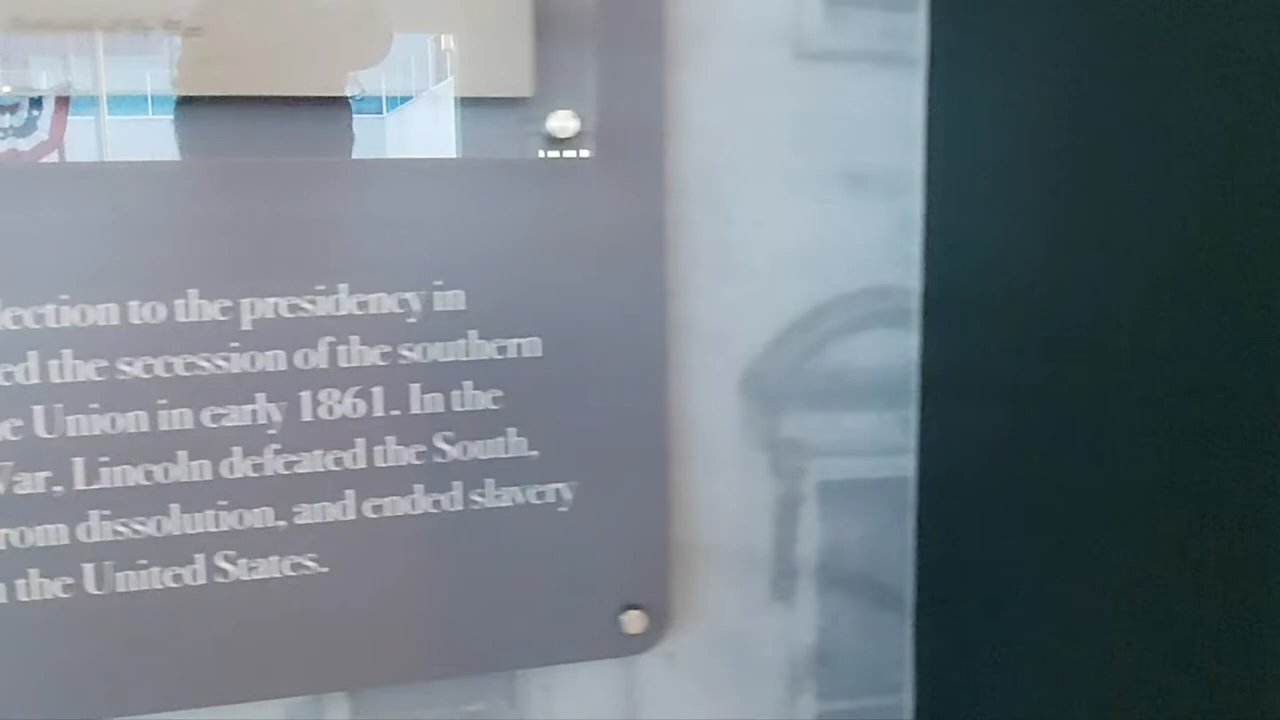 lection to the presidency in
ed the secession of the southern
e Union in early 1861. In the
War, Lincoln defeated the South,
rom dissolution, and ended slavery
the United States.